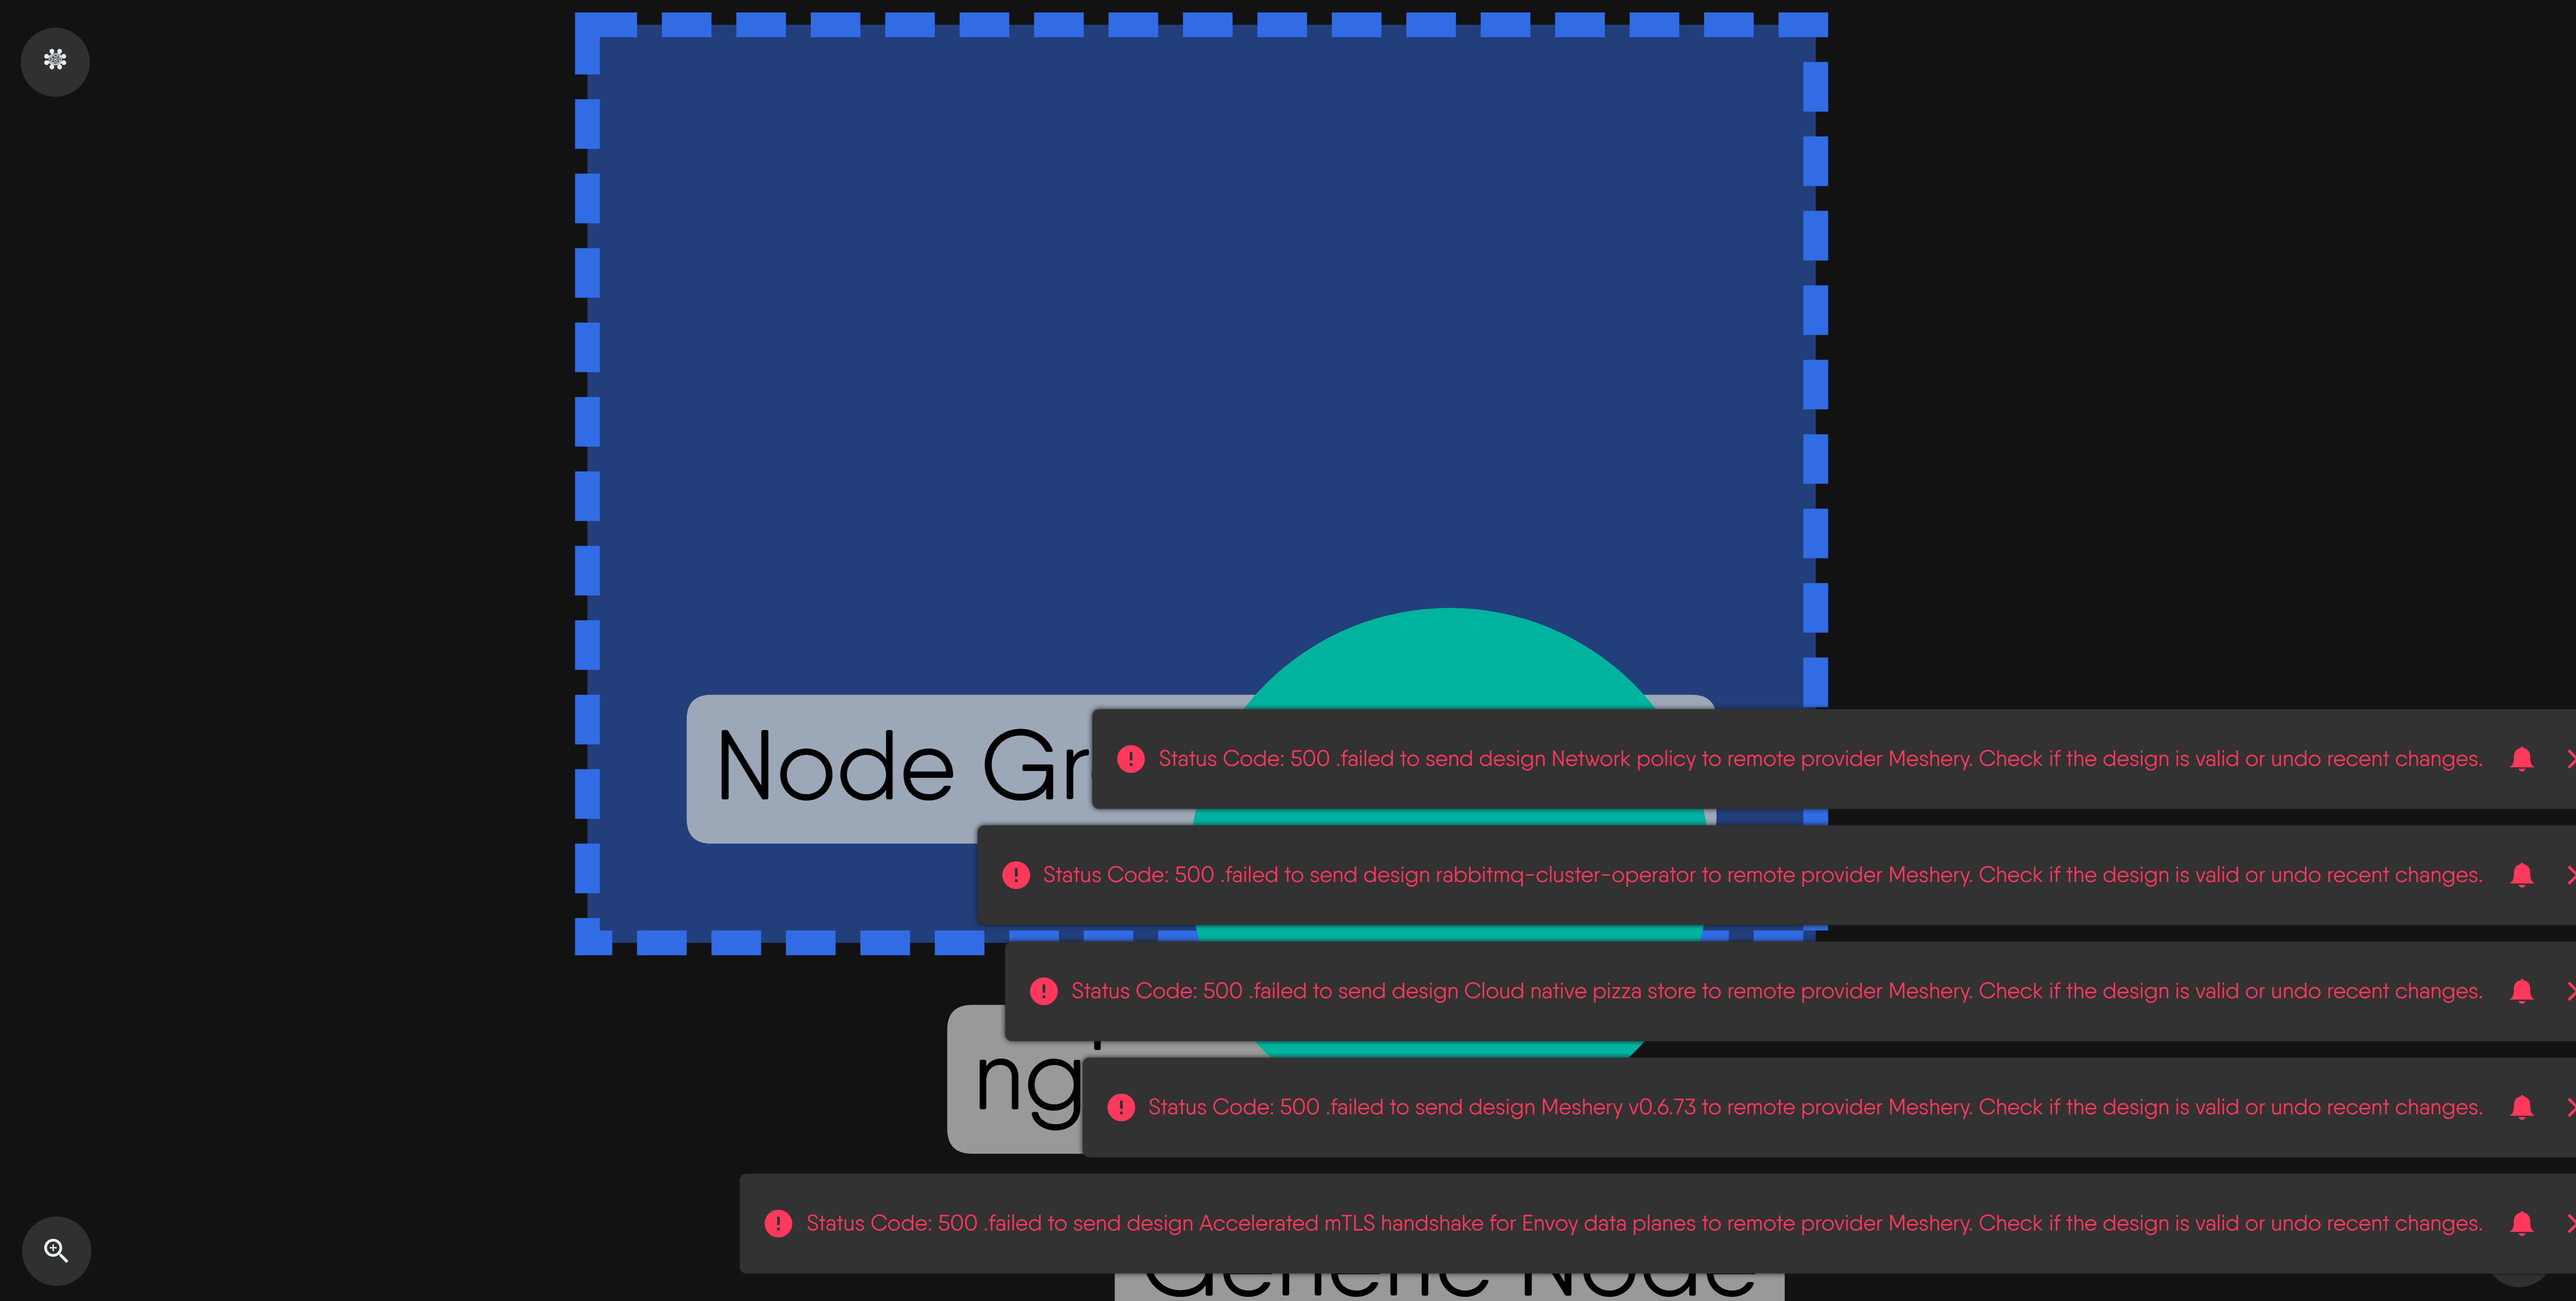 Node Gr
Status Code: 500 .failed to send design Network policy to remote provider Meshery. Check if the design is valid or undo recent changes.
Status Code: 500 .failed to send design rabbitmq-cluster-operator to remote provider Meshery. Check if the design is valid or undo recent changes.
Status Code: 500 .failed to send design Cloud native pizza store to remote provider Meshery. Check if the design is valid or undo recent changes.
ng
Status Code: 500 .failed to send design Meshery v0.6.73 to remote provider Meshery. Check if the design is valid or undo recent changes.
Status Code: 500 .failed to send design Accelerated mTLS handshake for Envoy data planes to remote provider Meshery. Check if the design is valid or undo recent changes.
Generic Node